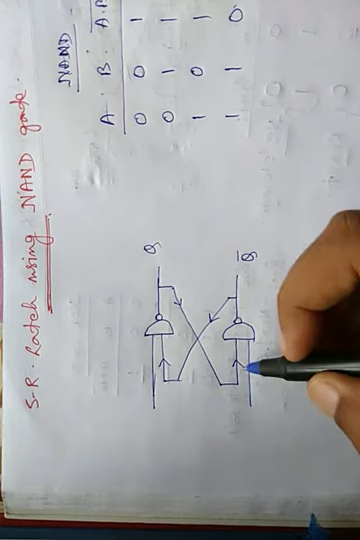 S-R. Latch using NAND gate.
NAND
A B
0 0 1
0 1 1
1 0 1
1 1 0
Q
Q̅